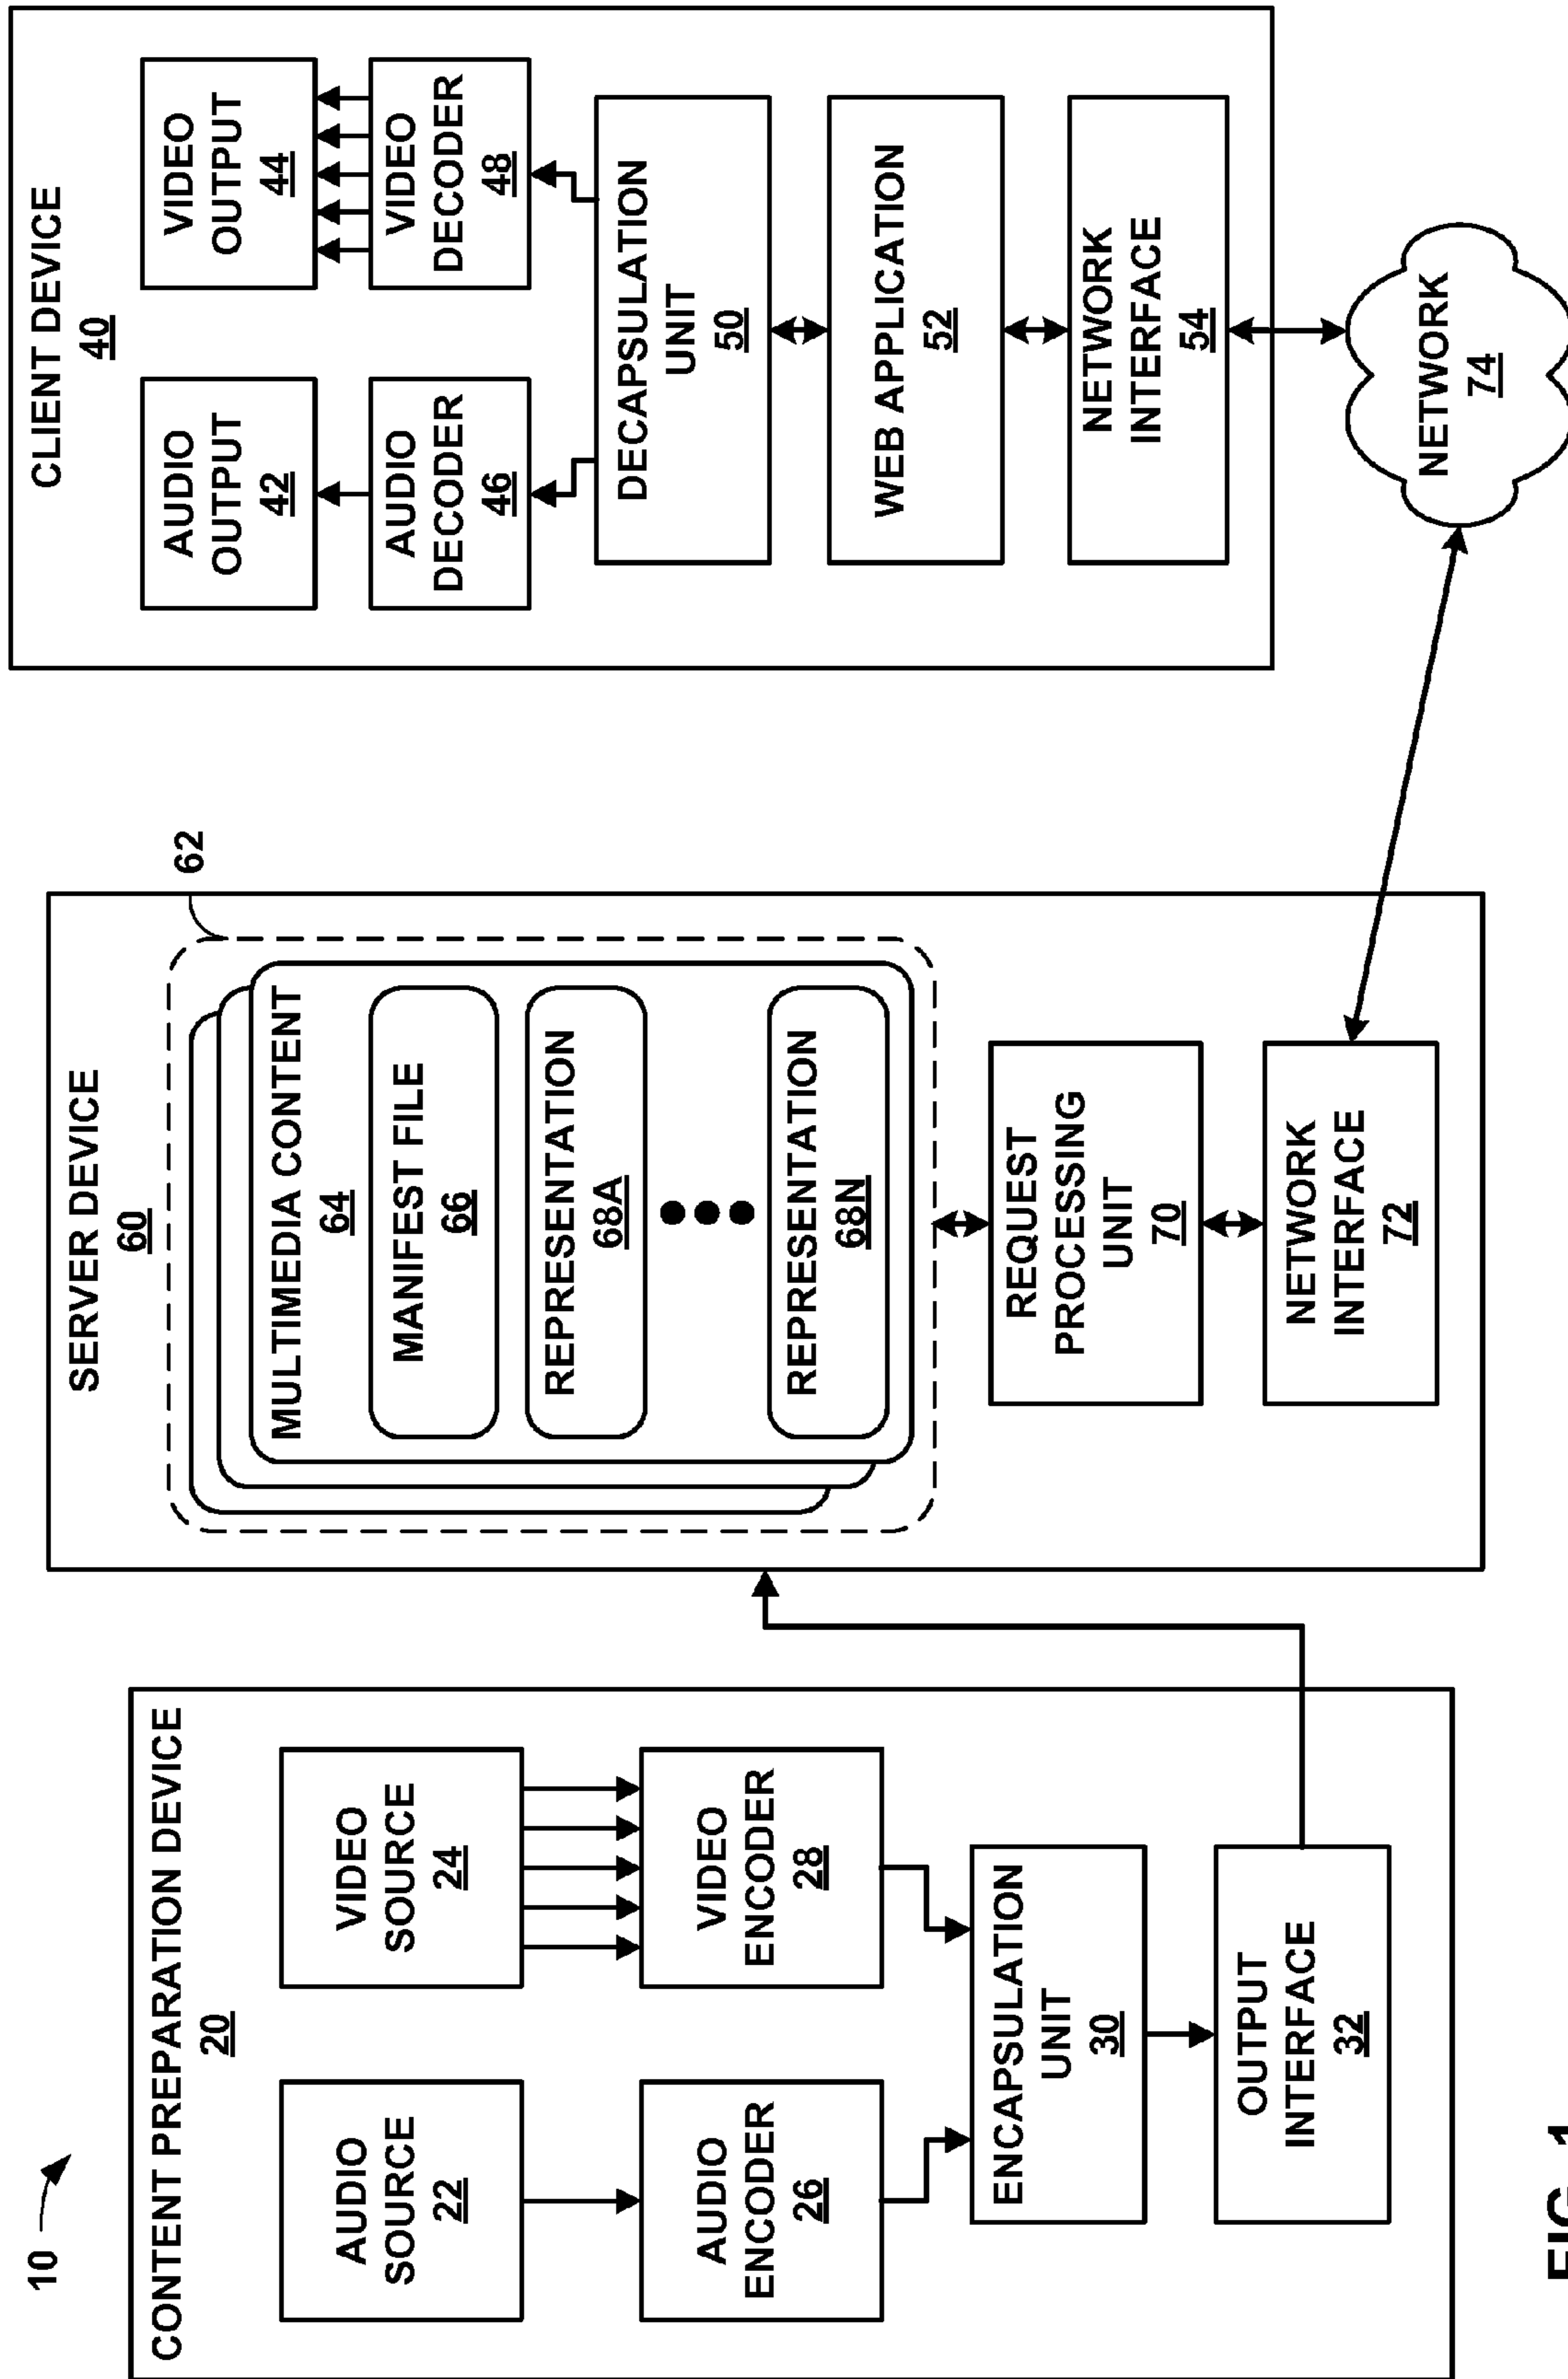 10
CONTENT PREPARATION DEVICE
20
AUDIO
SOURCE
22
VIDEO
SOURCE
24
AUDIO
ENCODER
26
VIDEO
ENCODER
28
ENCAPSULATION
UNIT
30
OUTPUT
INTERFACE
32
SERVER DEVICE
60
62
MULTIMEDIA CONTENT
64
MANIFEST FILE
66
REPRESENTATION
68A
REPRESENTATION
68N
REQUEST
PROCESSING
UNIT
70
NETWORK
INTERFACE
72
CLIENT DEVICE
40
AUDIO
OUTPUT
42
VIDEO
OUTPUT
44
AUDIO
DECODER
46
VIDEO
DECODER
48
DECAPSULATION
UNIT
50
WEB APPLICATION
52
NETWORK
INTERFACE
54
NETWORK
74
FIG. 1